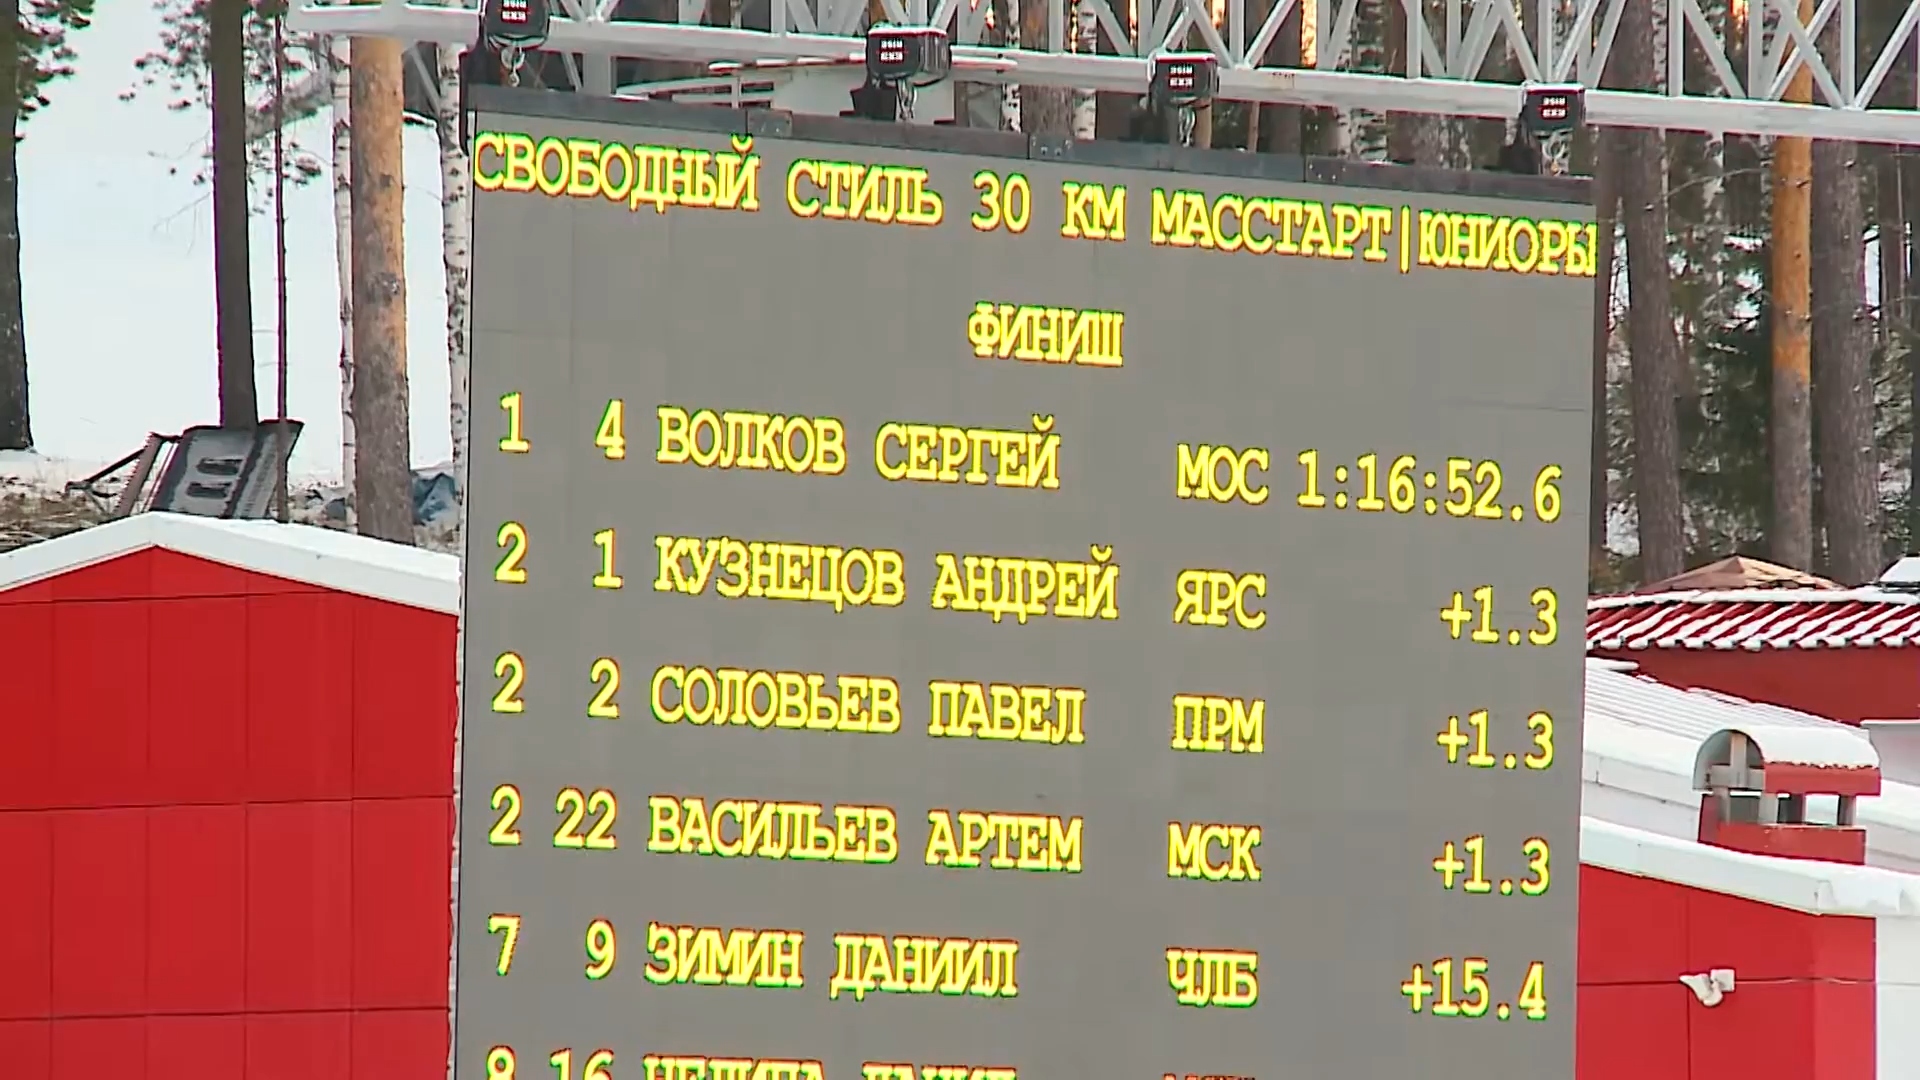 СВОБОДНЫЙ СТИЛЬ 30 КМ МАССТАРТ|ЮНИОРЫ
ФИНИШ
1 4 ВОЛКОВ СЕРГЕЙ МОС 1:16:52.6
2 1 КУЗНЕЦОВ АНДРЕЙ ЯРС +1.3
2 2 СОЛОВЬЕВ ПАВЕЛ ПРМ +1.3
2 22 ВАСИЛЬЕВ АРТЕМ МСК +1.3
7 9 ЗИМИН ДАНИИЛ ЧЛБ +15.4
8 16